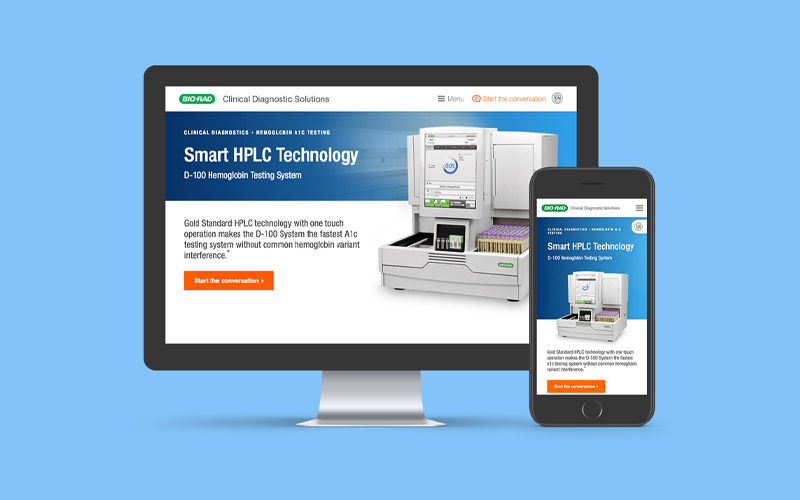 BIO-RAD Clinical Diagnostic Solutions Menu Start the conversation EN
CLINICAL DIAGNOSTICS • HEMOGLOBIN A1C TESTING
Smart HPLC Technology
D-100 Hemoglobin Testing System
Gold Standard HPLC technology with one touch
operation makes the D-100 System the fastest A1c
testing system without common hemoglobin variant
interference.*
Start the conversation >
0:05
BIO-RAD
BIO-RAD Clinical Diagnostic Solutions
CLINICAL DIAGNOSTICS • HEMOGLOBIN A1C
TESTING
Smart HPLC Technology
D-100 Hemoglobin Testing System
Gold Standard HPLC technology with one touch
operation makes the D-100 System the fastest
A1c testing system without common hemoglobin
variant interference.*
Start the conversation >